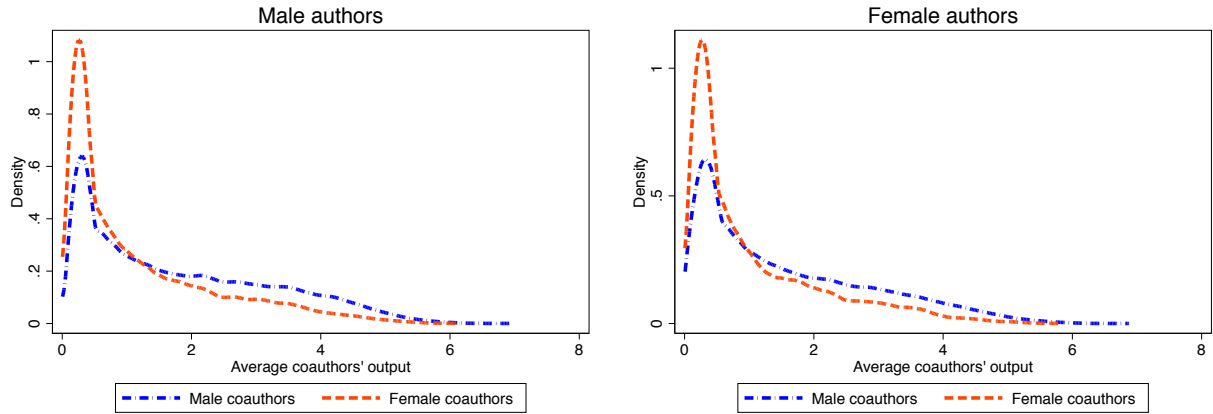 Male authors
Density
1
.8
.6
.4
.2
0
0 2 4 6 8
Average coauthors' output
Male coauthors Female coauthors
Female authors
Density
1
.5
0
0 2 4 6 8
Average coauthors' output
Male coauthors Female coauthors